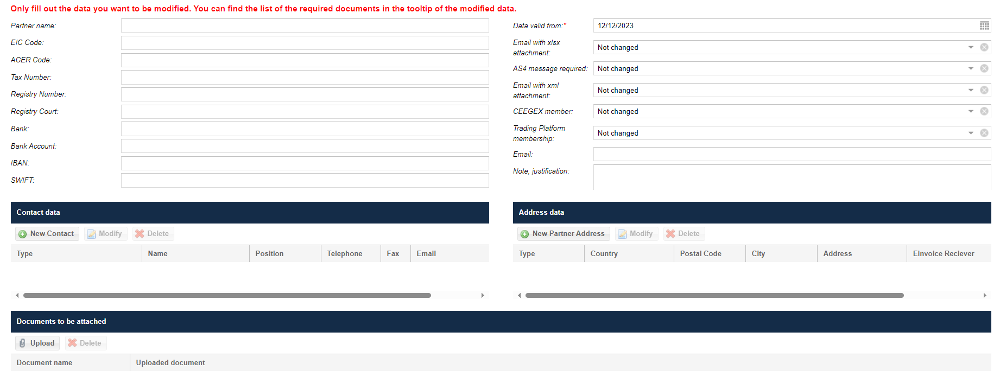 Only fill out the data you want to be modified. You can find the list of the required documents in the tooltip of the modified data.
Partner name:
EIC Code:
ACER Code:
Tax Number:
Registry Number:
Registry Court:
Bank:
Bank Account:
IBAN:
SWIFT:
Data valid from:* 12/12/2023
Email with xlsx
attachment: Not changed
AS4 message required: Not changed
Email with xml
attachment: Not changed
CEEGEX member: Not changed
Trading Platform
membership: Not changed
Email:
Note, justification:
Contact data
New Contact Modify Delete
Type Name Position Telephone Fax Email
Address data
New Partner Address Modify Delete
Type Country Postal Code City Address Einvoice Reciever
Documents to be attached
Upload Delete
Document name Uploaded document